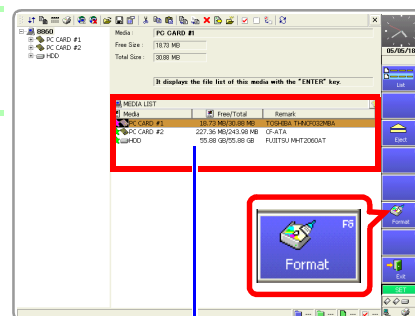 8860
PC CARD #1
PC CARD #2
HDD
Media : PC CARD #1
Free Size : 18.73 MB
Total Size : 30.88 MB
It displays the file list of this media with the "ENTER" key.
MEDIA LIST
Media Free/Total Remark
PC CARD #1 18.73 MB/30.88 MB TOSHIBA THNCF032MBA
PC CARD #2 227.36 MB/243.98 MB CF-ATA
HDD 55.88 GB/55.88 GB FUJITSU MHT2060AT
05/05/18
List
Eject
Format
Exit
SET
F6
Format